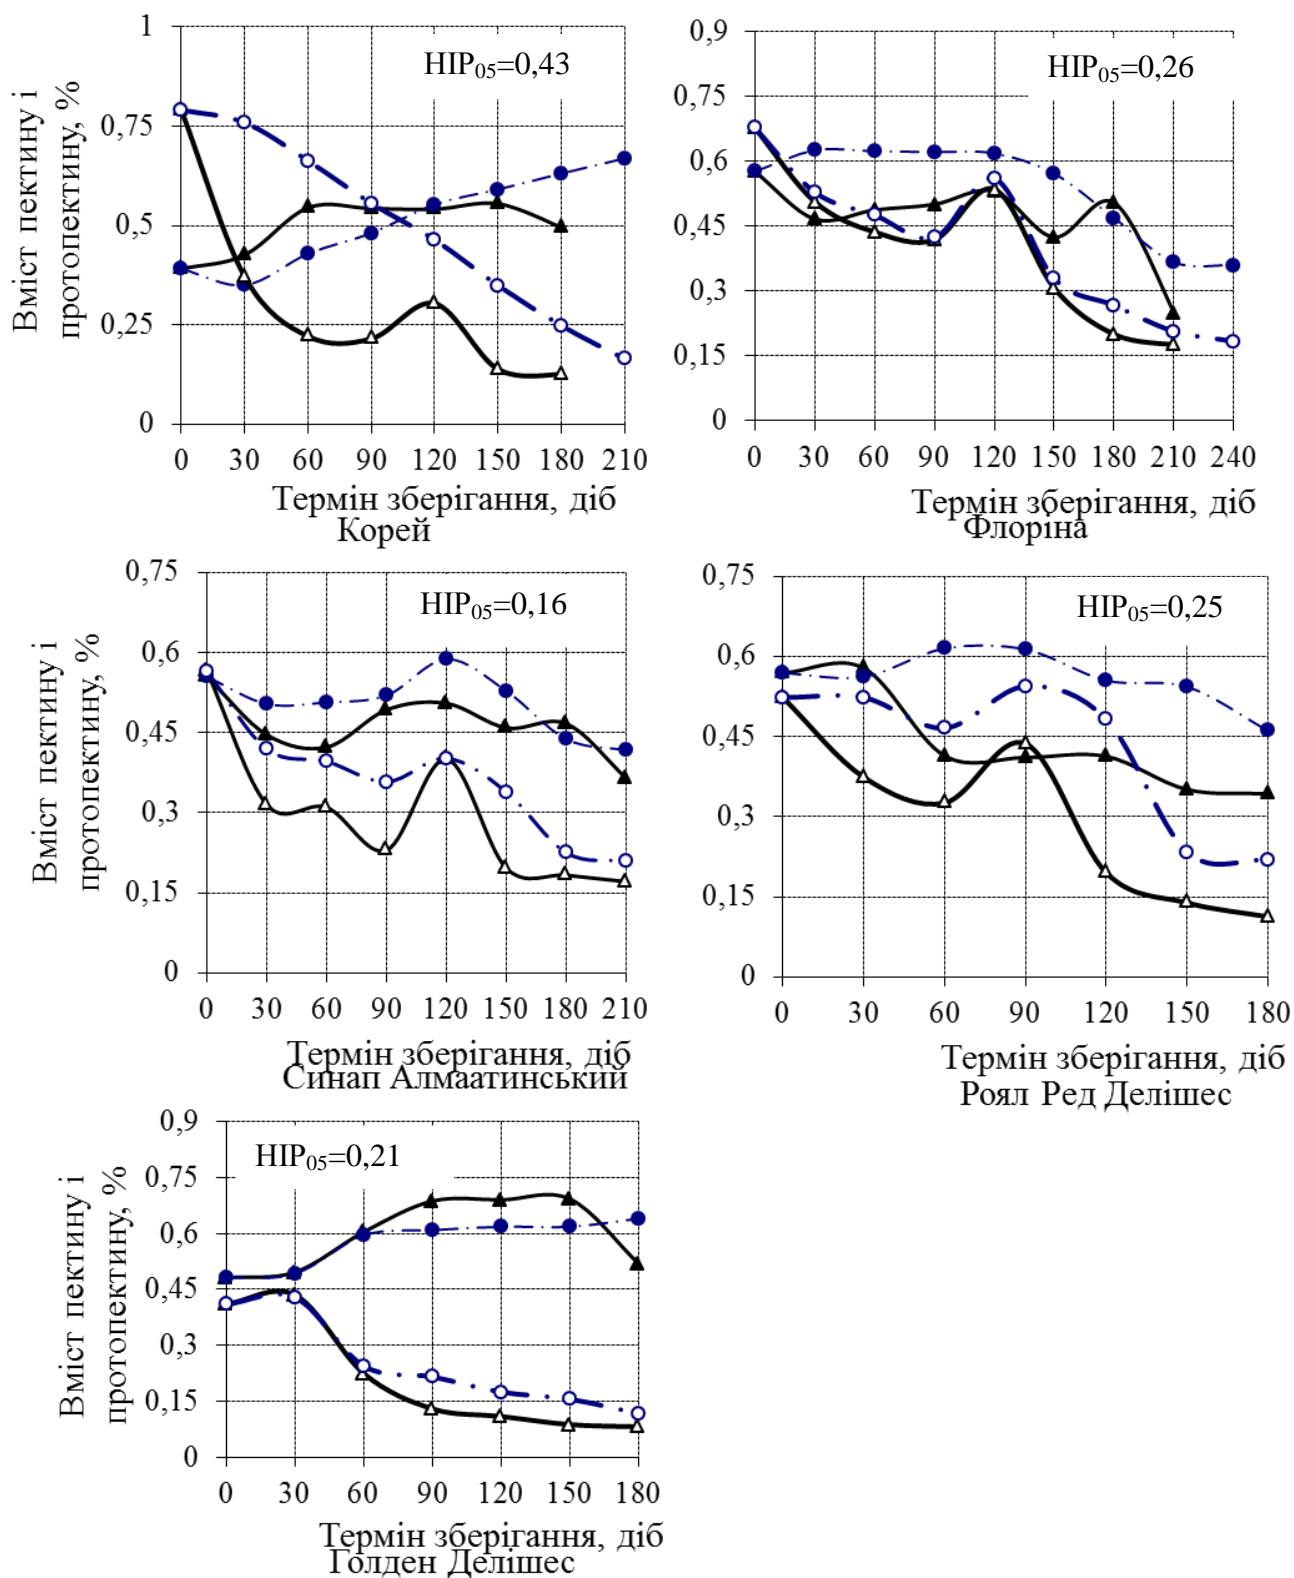 Вміст пектину і
протопектину, %
1
0,75
0,5
0,25
0
НІР05=0,43
0 30 60 90 120 150 180 210
Термін зберігання, діб
Корей
0,9
0,75
0,6
0,45
0,3
0,15
0
НІР05=0,26
0 30 60 90 120 150 180 210 240
Термін зберігання, діб
Флоріна
Вміст пектину і
протопектину, %
0,75
0,6
0,45
0,3
0,15
0
НІР05=0,16
0 30 60 90 120 150 180 210
Термін зберігання, діб
Синап Алмаатинський
0,75
0,6
0,45
0,3
0,15
0
НІР05=0,25
0 30 60 90 120 150 180
Термін зберігання, діб
Роял Ред Делішес
Вміст пектину і
протопектину, %
0,9
0,75
0,6
0,45
0,3
0,15
0
НІР05=0,21
0 30 60 90 120 150 180
Термін зберігання, діб
Голден Делішес